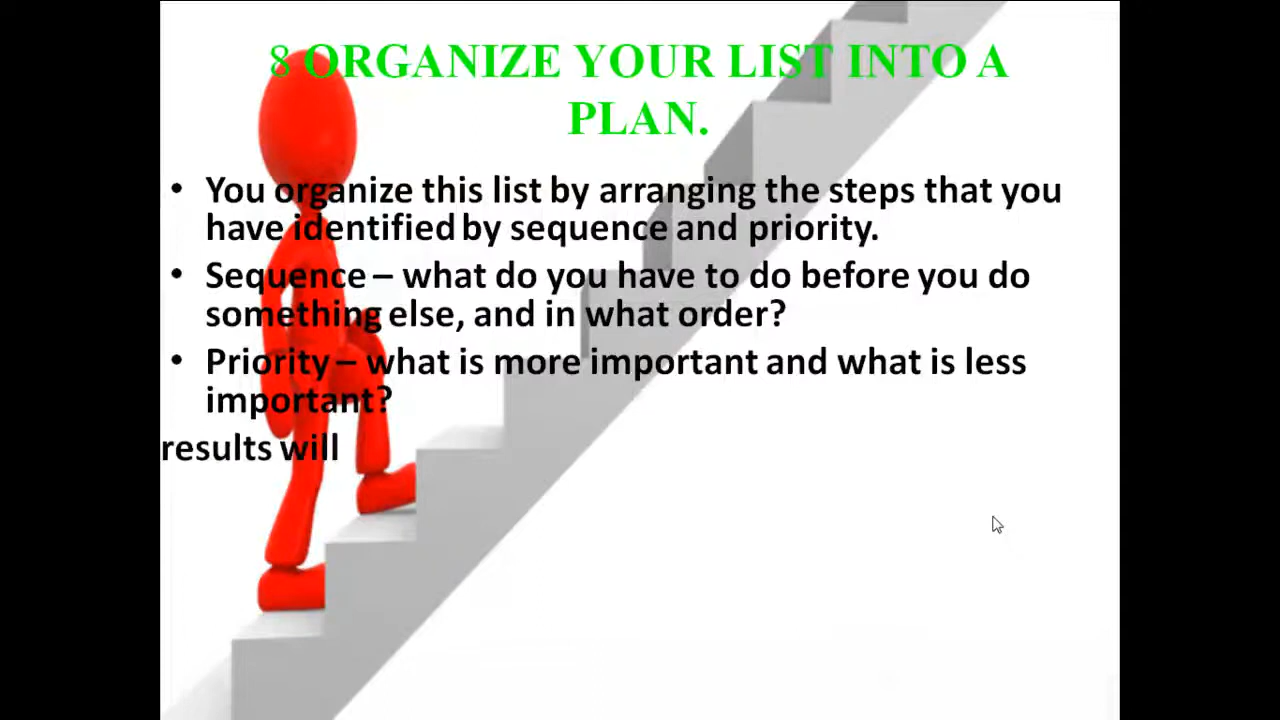 8 ORGANIZE YOUR LIST INTO A
PLAN.
• You organize this list by arranging the steps that you
have identified by sequence and priority.
• Sequence – what do you have to do before you do
something else, and in what order?
• Priority – what is more important and what is less
important?
results will